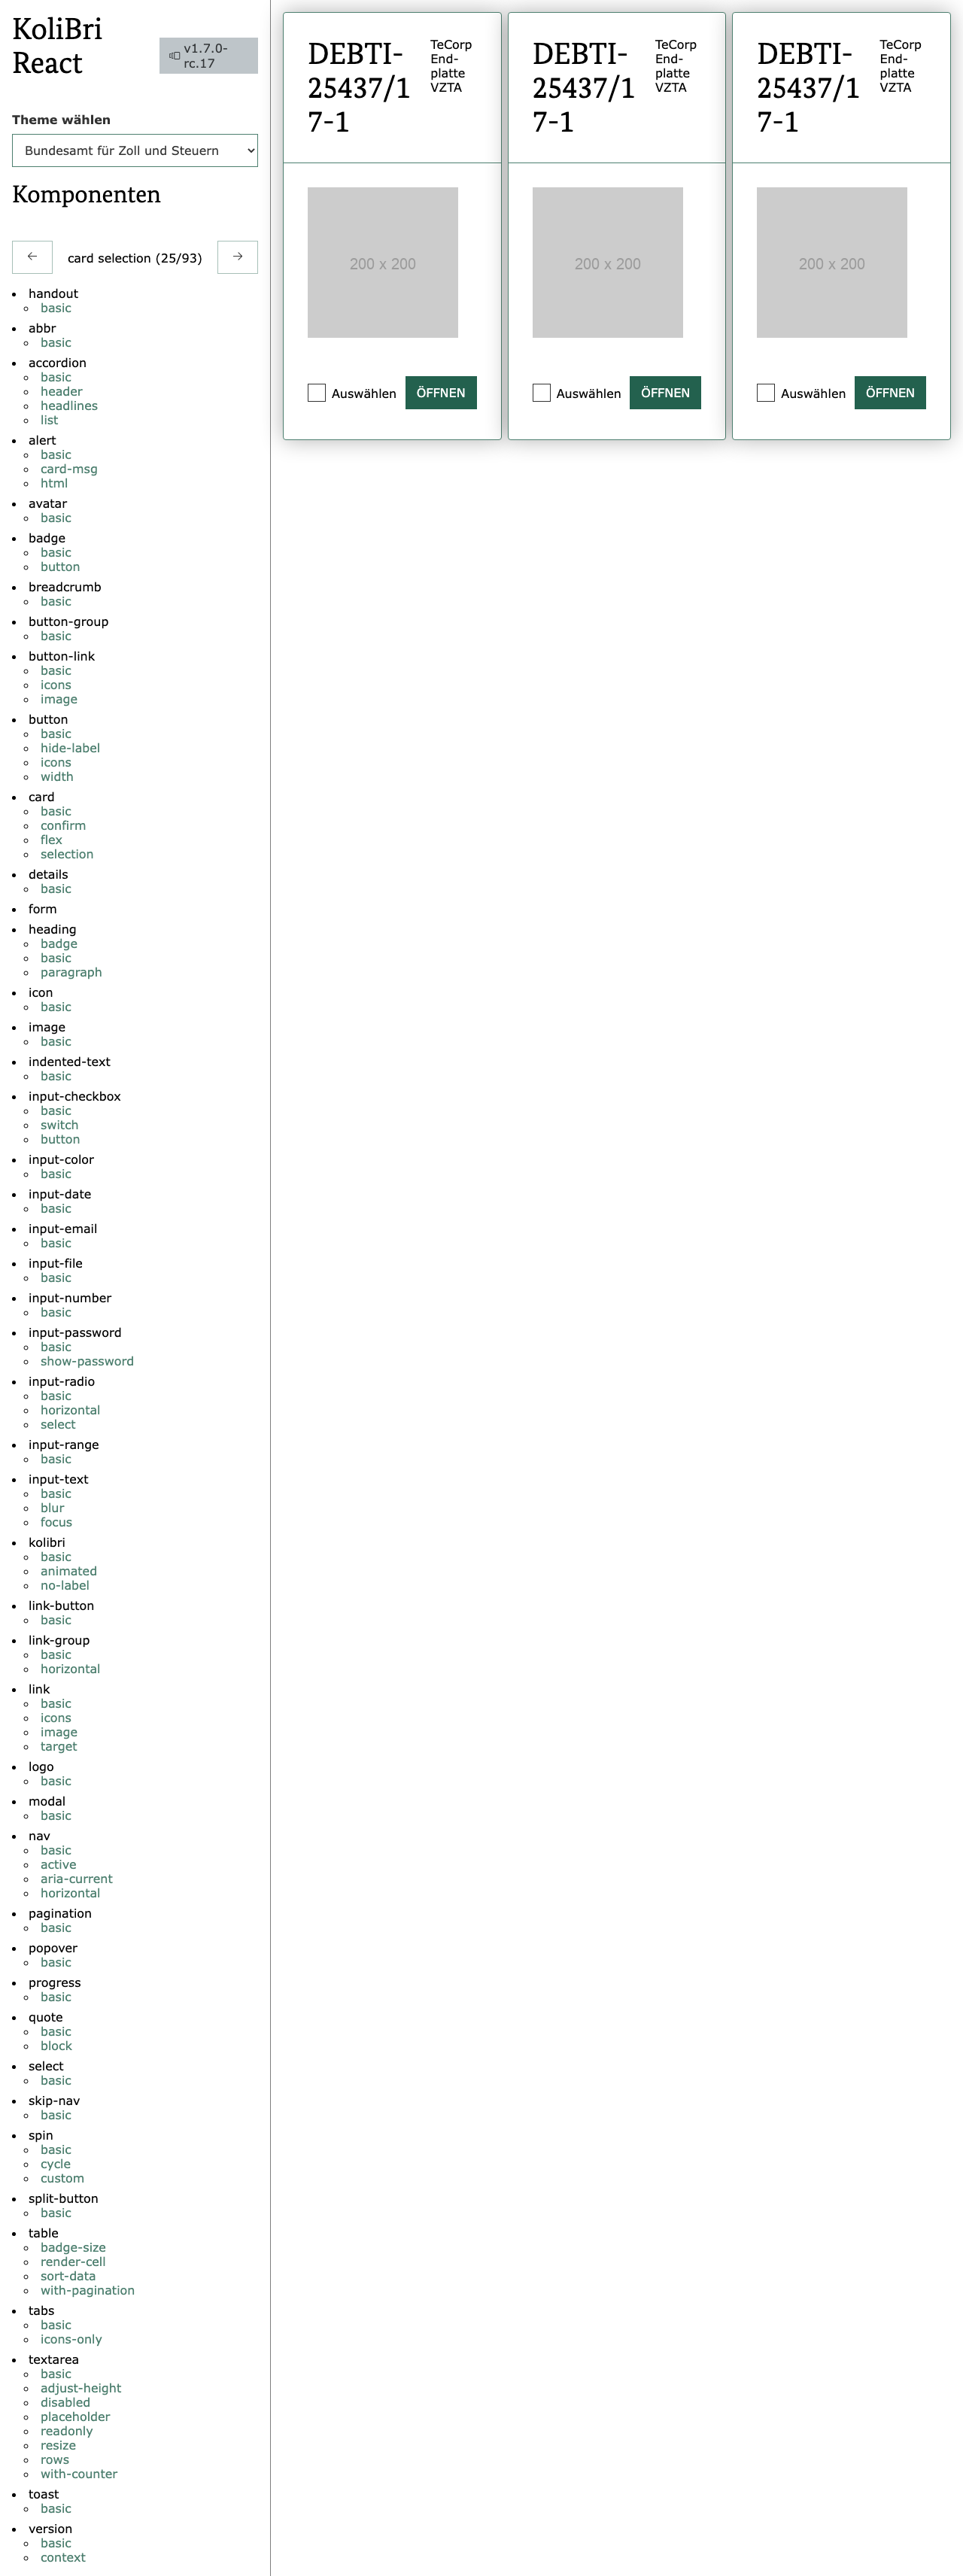 KoliBri
React
v1.7.0-
rc.17
Theme wählen
Bundesamt für Zoll und Steuern
Komponenten
← card selection (25/93) →
handout
basic
abbr
basic
accordion
basic
header
headlines
list
alert
basic
card-msg
html
avatar
basic
badge
basic
button
breadcrumb
basic
button-group
basic
button-link
basic
icons
image
button
basic
hide-label
icons
width
card
basic
confirm
flex
selection
details
basic
form
heading
badge
basic
paragraph
icon
basic
image
basic
indented-text
basic
input-checkbox
basic
switch
button
input-color
basic
input-date
basic
input-email
basic
input-file
basic
input-number
basic
input-password
basic
show-password
input-radio
basic
horizontal
select
input-range
basic
input-text
basic
blur
focus
kolibri
basic
animated
no-label
link-button
basic
link-group
basic
horizontal
link
basic
icons
image
target
logo
basic
modal
basic
nav
basic
active
aria-current
horizontal
pagination
basic
popover
basic
progress
basic
quote
basic
block
select
basic
skip-nav
basic
spin
basic
cycle
custom
split-button
basic
table
badge-size
render-cell
sort-data
with-pagination
tabs
basic
icons-only
textarea
basic
adjust-height
disabled
placeholder
readonly
resize
rows
with-counter
toast
basic
version
basic
context
DEBTI-
25437/1
7-1
TeCorp
End-
platte
VZTA
200 x 200
Auswählen ÖFFNEN
DEBTI-
25437/1
7-1
TeCorp
End-
platte
VZTA
200 x 200
Auswählen ÖFFNEN
DEBTI-
25437/1
7-1
TeCorp
End-
platte
VZTA
200 x 200
Auswählen ÖFFNEN